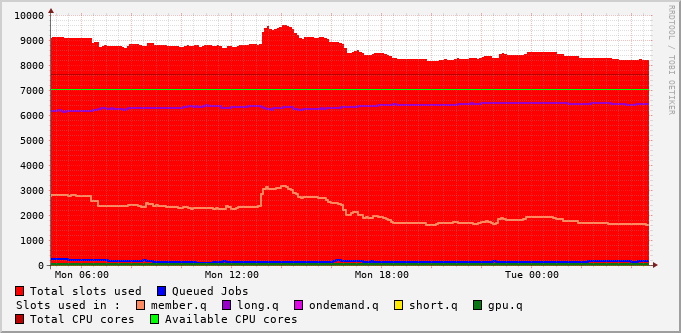 RRDTOOL / TOBI OETIKER
10000
9000
8000
7000
6000
5000
4000
3000
2000
1000
0
Mon 06:00 Mon 12:00 Mon 18:00 Tue 00:00
Total slots used Queued Jobs
Slots used in : member.q long.q ondemand.q short.q gpu.q
Total CPU cores Available CPU cores